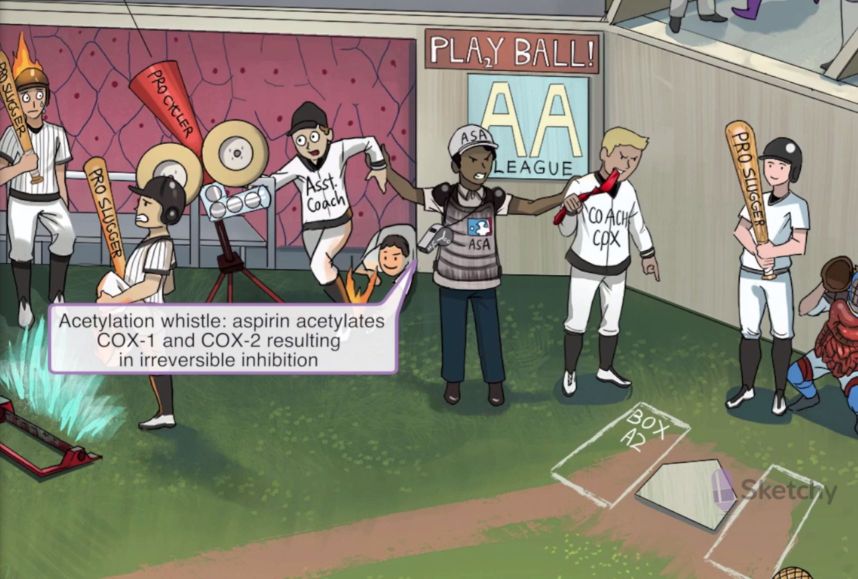 PLA₂Y BALL!
AA
LEAGUE
PRO SLUGGER
PRO CYCLER
Asst.
Coach
PRO SLUGGER
ASA
ASA
COACH
COX
PRO SLUGGER
Acetylation whistle: aspirin acetylates
COX-1 and COX-2 resulting
in irreversible inhibition
BOX
A2
Sketchy